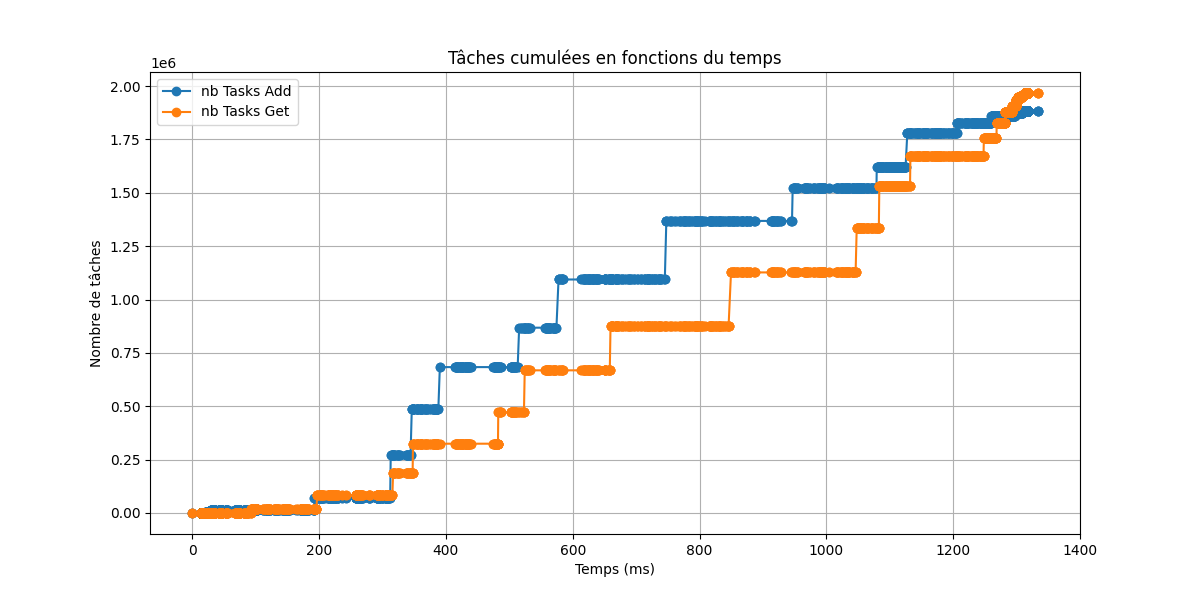 Tâches cumulées en fonctions du temps
1e6
nb Tasks Add
nb Tasks Get
2.00
1.75
1.50
1.25
1.00
0.75
0.50
0.25
0.00
Nombre de tâches
0 200 400 600 800 1000 1200 1400
Temps (ms)